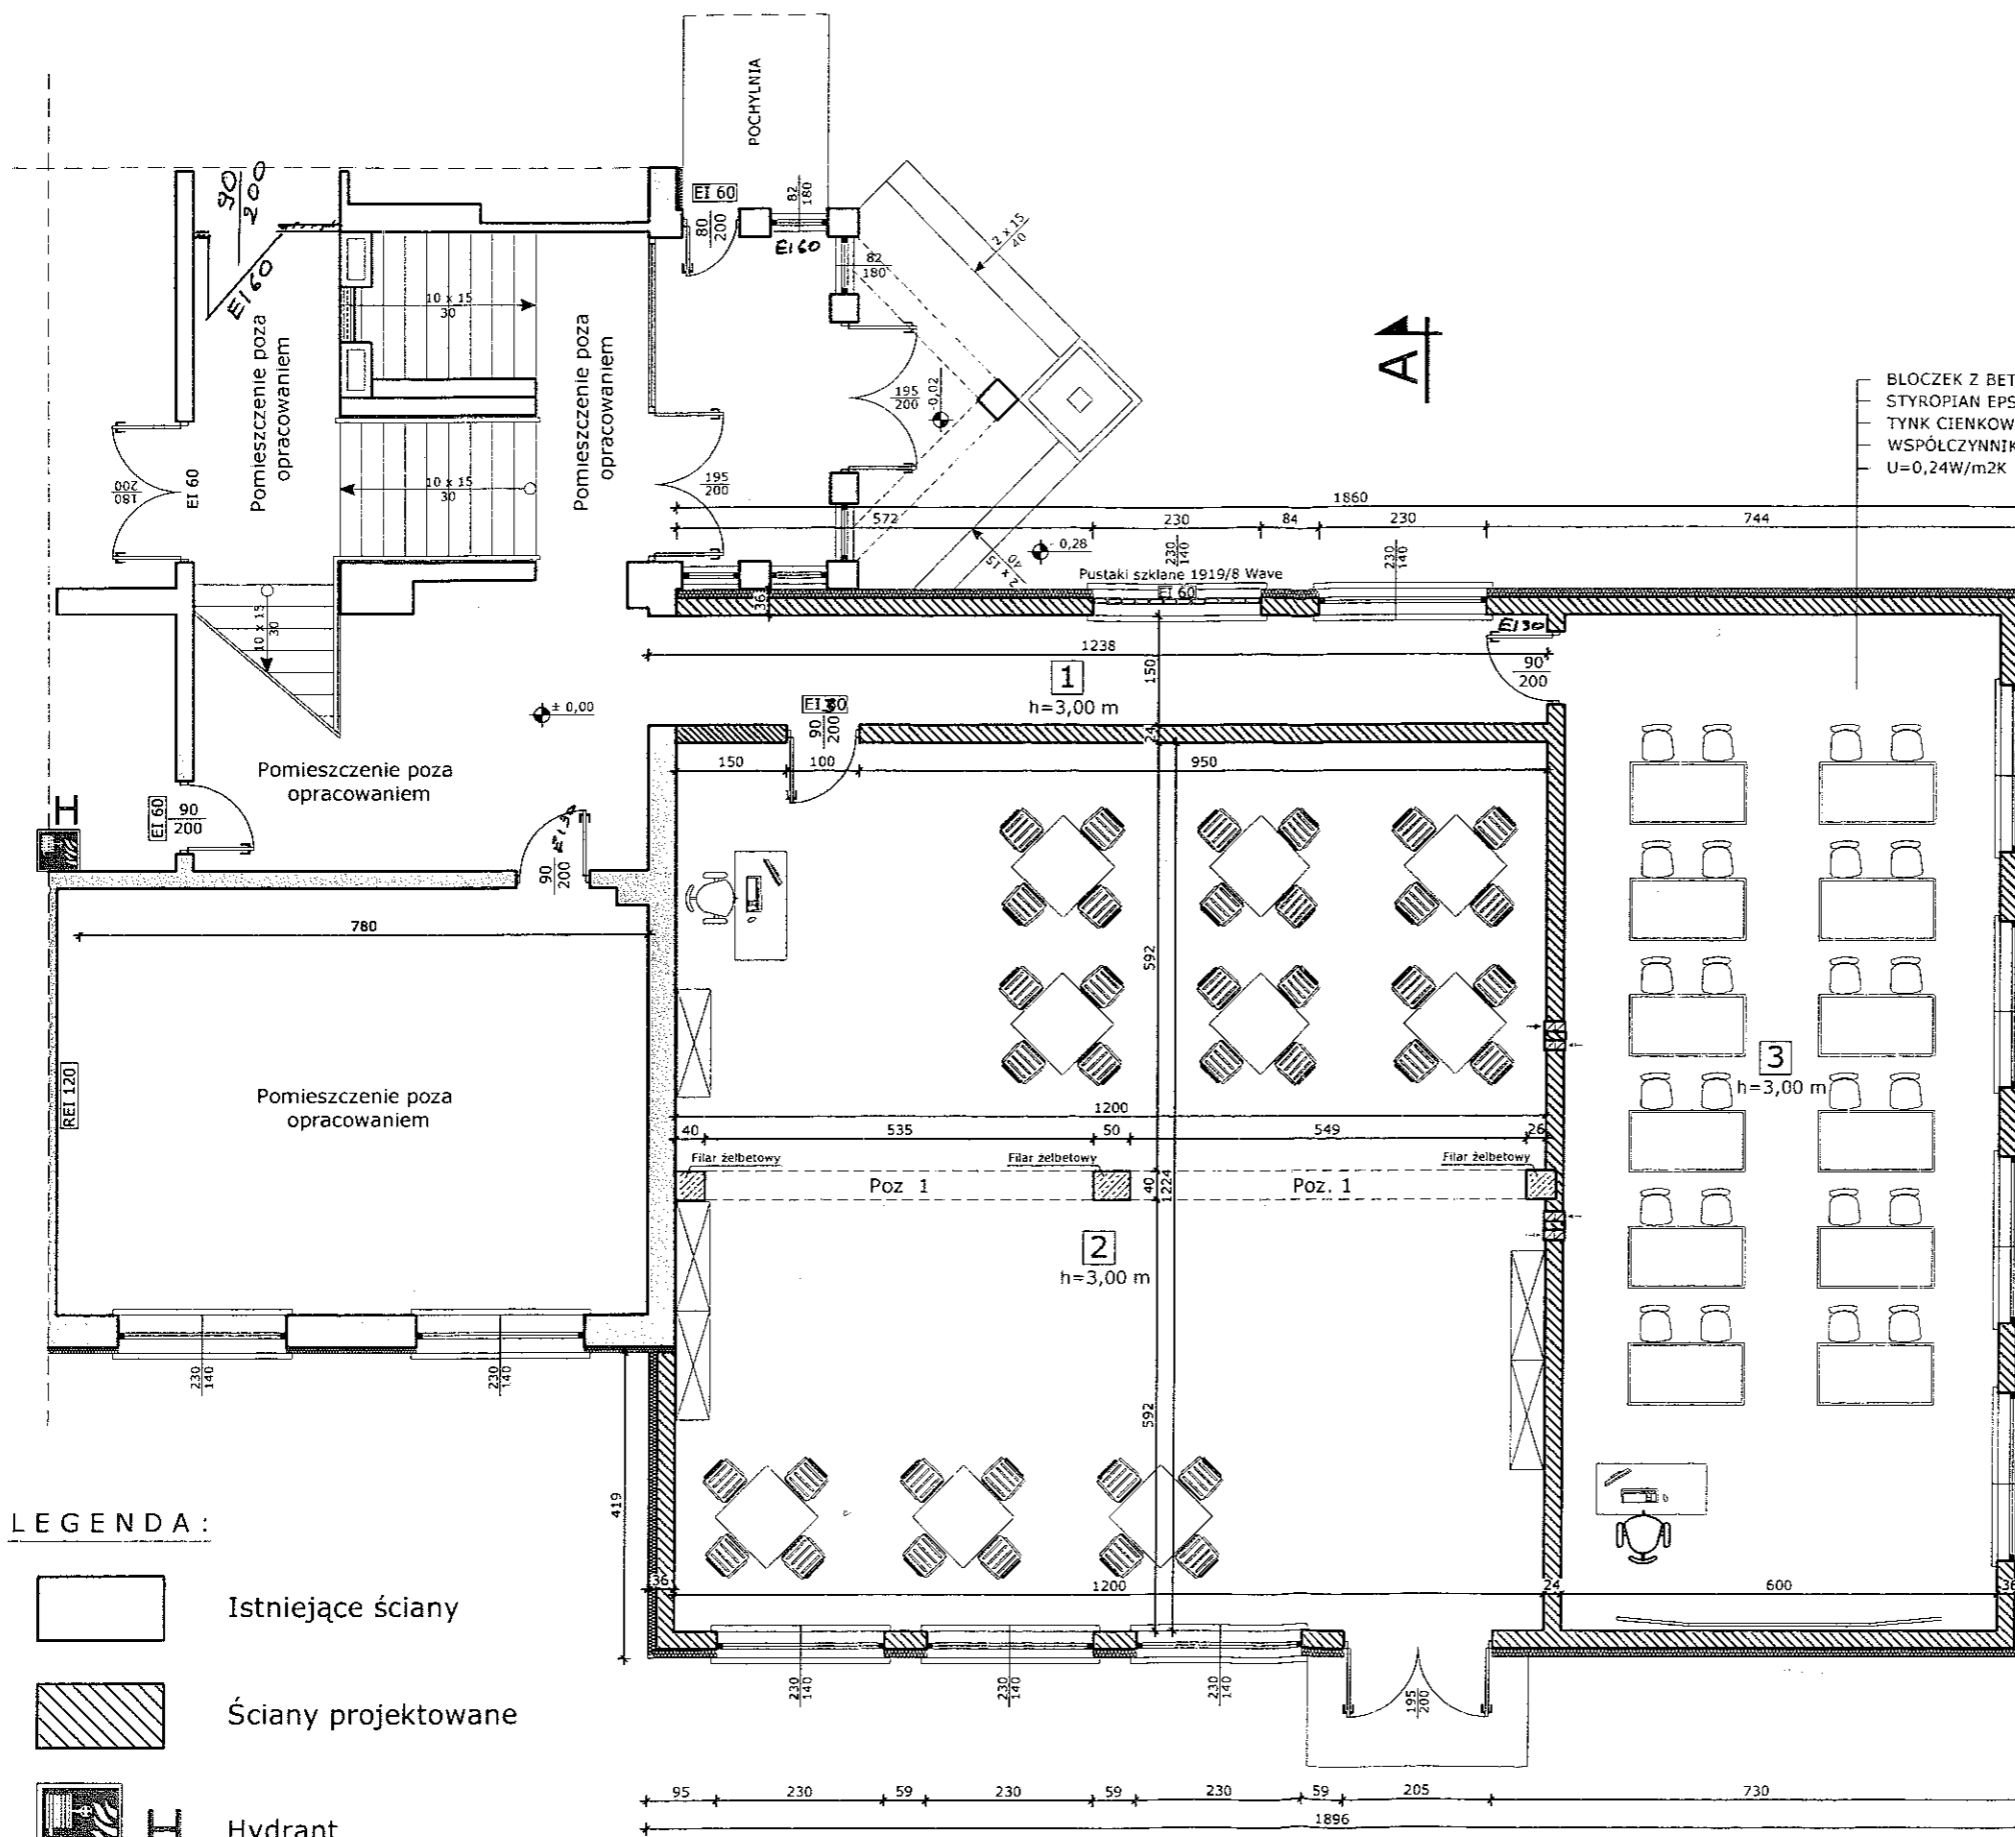 POCHYLNIA
90
200
EI 60
EI 60
80
200
82
180
EI 60
82
180
2 x 15
40
10 x 15
30
Pomieszczenie poza
opracowaniem
Pomieszczenie poza
opracowaniem
195
200
-0,02
A
BLOCZEK Z BET
STYROPIAN EPS
TYNK CIENKOW
WSPÓŁCZYNNIK
U=0,24W/m2K
180
200
EI 60
10 x 15
30
195
200
1860
572
230
84
230
744
2 x 15
40
- 0,28
230
140
230
140
Pustaki szklane 1919/8 Wave
EI 60
36
10 x 15
30
EI30
90
200
1238
150
1
h=3,00 m
± 0,00
90
200
24
150
100
950
Pomieszczenie poza
opracowaniem
H
EI 60
90
200
EI30
90
200
780
592
REI 120
Pomieszczenie poza
opracowaniem
3
h=3,00 m
1200
40
535
50
549
26
Filar żelbetowy
Filar żelbetowy
Filar żelbetowy
Poz 1
40
1224
Poz. 1
2
h=3,00 m
230
140
230
140
592
419
LEGENDA:
36
1200
24
600
36
Istniejące ściany
230
140
230
140
230
140
195
200
Ściany projektowane
95
230
59
230
59
230
59
205
730
1896
H
Hydrant